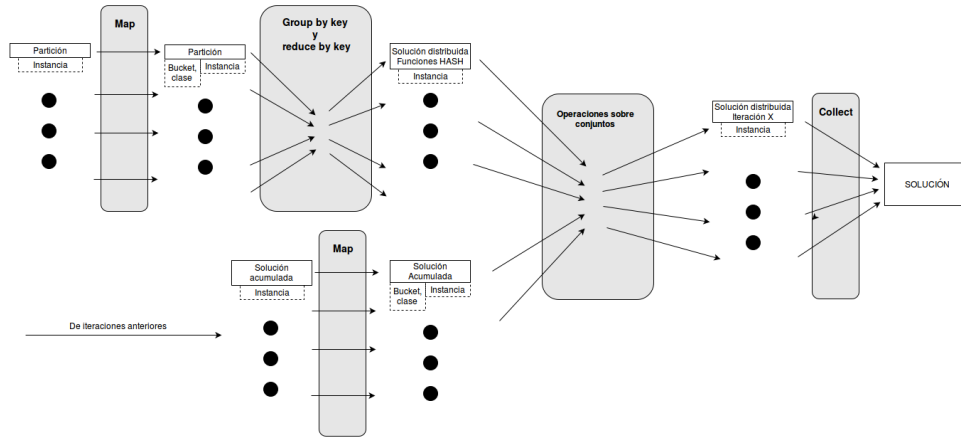 Map
Group by key
y
reduce by key
Partición
Instancia
Partición
Bucket,
clase
Instancia
Solución distribuida
Funciones HASH
Instancia
Operaciones sobre
conjuntos
Solución distribuida
Iteración X
Instancia
Collect
SOLUCIÓN
De iteraciones anteriores
Solución
acumulada
Instancia
Map
Solución
Acumulada
Bucket,
clase
Instancia